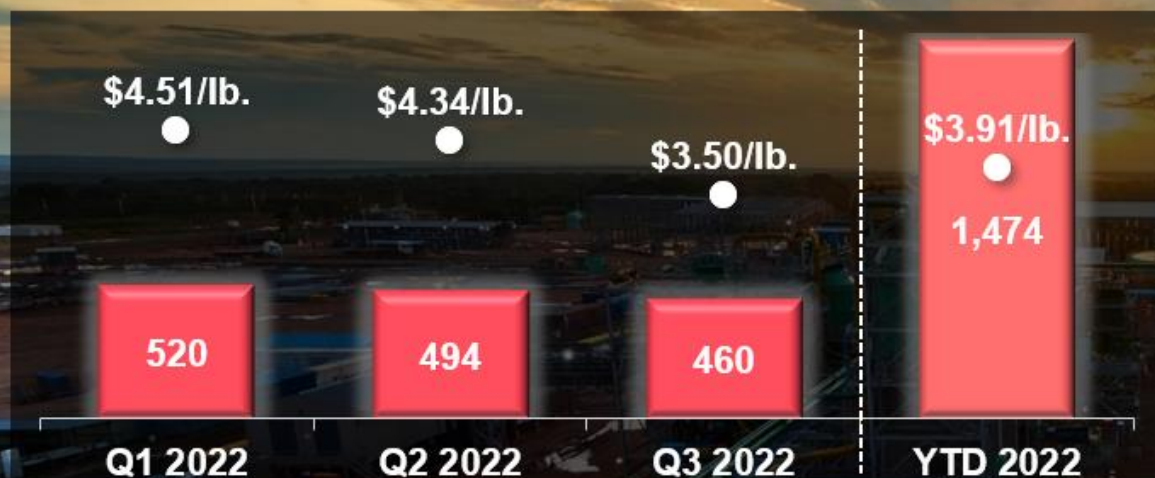 $4.51/lb.
$4.34/lb.
$3.50/lb.
$3.91/lb.
1,474
520
494
460
Q1 2022
Q2 2022
Q3 2022
YTD 2022